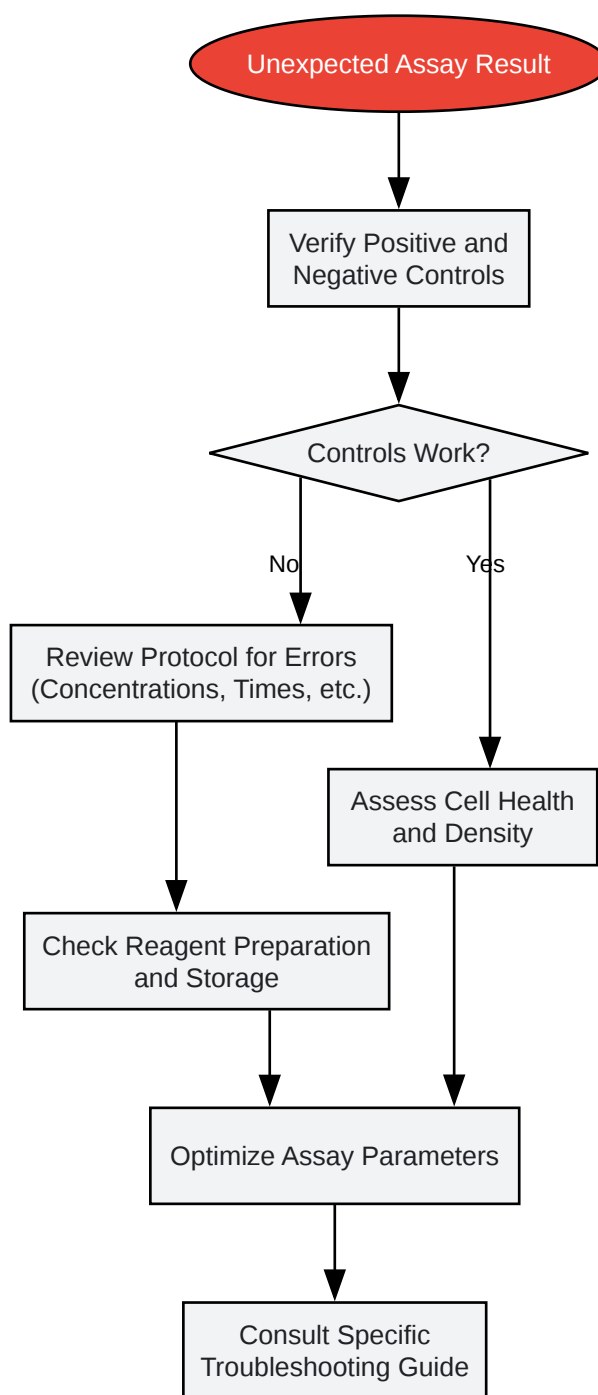 Unexpected Assay Result
Verify Positive and
Negative Controls
Controls Work?
No
Yes
Review Protocol for Errors
(Concentrations, Times, etc.)
Assess Cell Health
and Density
Check Reagent Preparation
and Storage
Optimize Assay Parameters
Consult Specific
Troubleshooting Guide